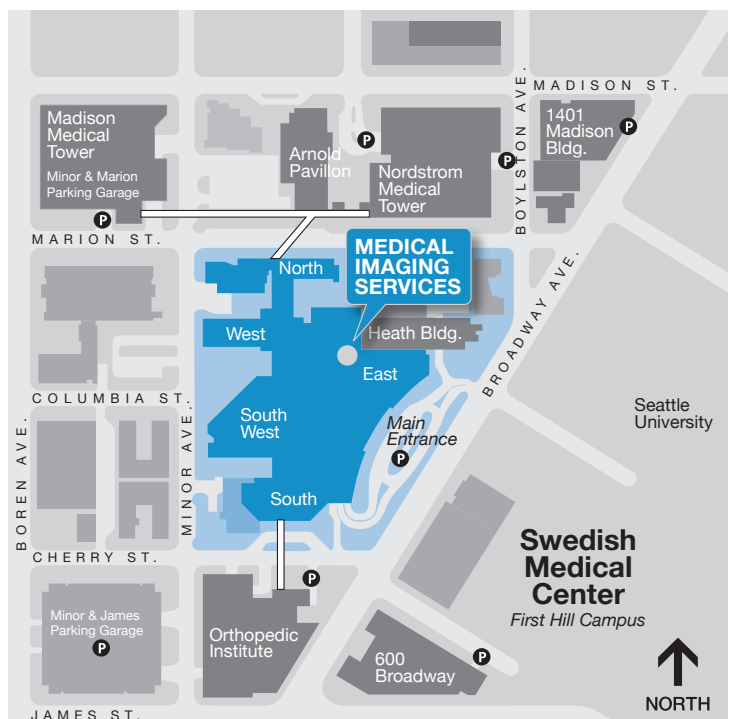 MADISON ST.
BOYLSTON AVE.
Madison
Medical
Tower
Minor & Marion
Parking Garage
P
Arnold
Pavillon
P
Nordstrom
Medical
Tower
P
1401
Madison
Bldg.
P
MARION ST.
MEDICAL
IMAGING
SERVICES
North
West
Heath Bldg.
East
BROADWAY AVE.
COLUMBIA ST.
South
West
Main
Entrance
P
Seattle
University
BOREN AVE.
MINOR AVE.
South
CHERRY ST.
Swedish
Medical
Center
First Hill Campus
P
Minor & James
Parking Garage
P
Orthopedic
Institute
600
Broadway
P
NORTH
JAMES ST.